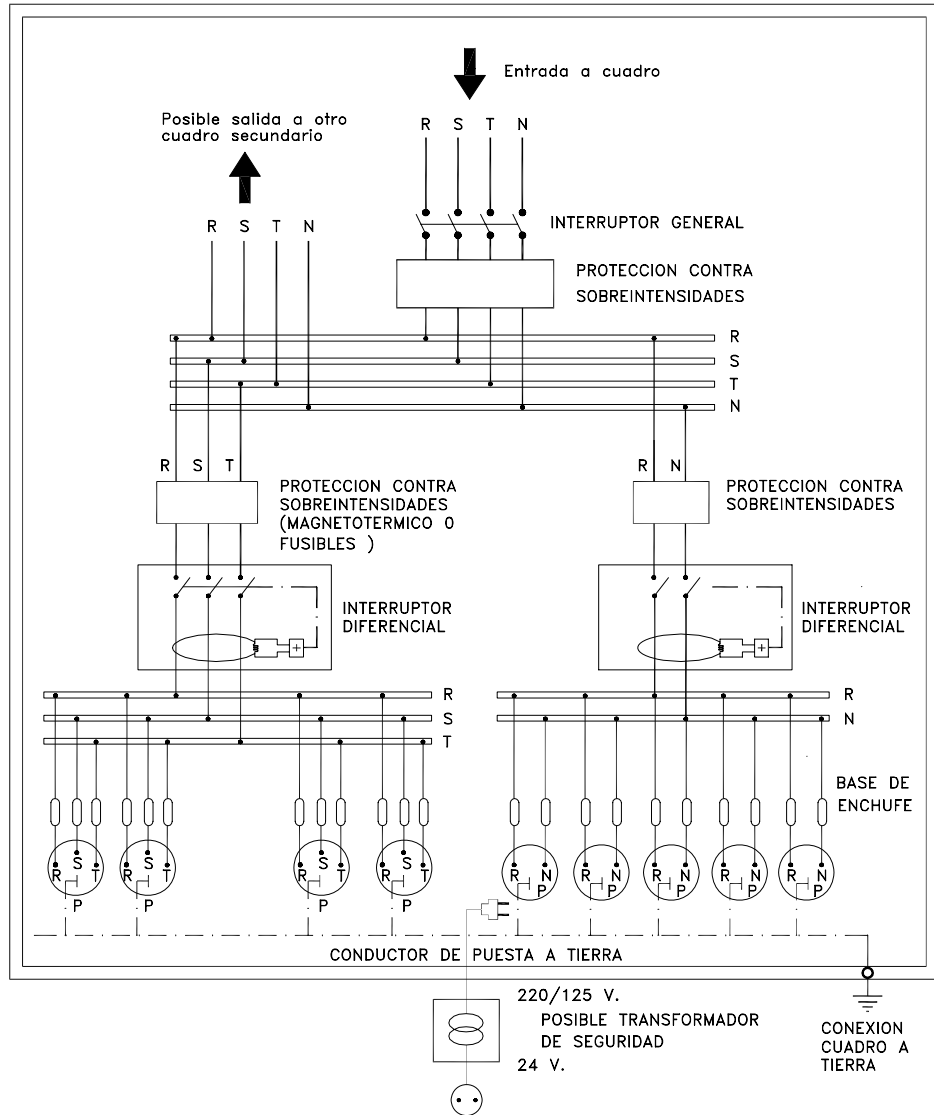 Entrada a cuadro
Posible salida a otro
cuadro secundario
R S T N
R S T N
INTERRUPTOR GENERAL
PROTECCION CONTRA
SOBREINTENSIDADES
R
S
T
N
R S T
R N
PROTECCION CONTRA
SOBREINTENSIDADES
(MAGNETOTERMICO O
FUSIBLES )
PROTECCION CONTRA
SOBREINTENSIDADES
INTERRUPTOR
DIFERENCIAL
INTERRUPTOR
DIFERENCIAL
+
+
R
S
T
R
N
BASE DE
ENCHUFE
R S T
R S T
R S T
R S T
R N
R N
R N
R N
R N
P
P
P
P
P
P
P
P
P
CONDUCTOR DE PUESTA A TIERRA
220/125 V.
POSIBLE TRANSFORMADOR
DE SEGURIDAD
24 V.
CONEXION
CUADRO A
TIERRA